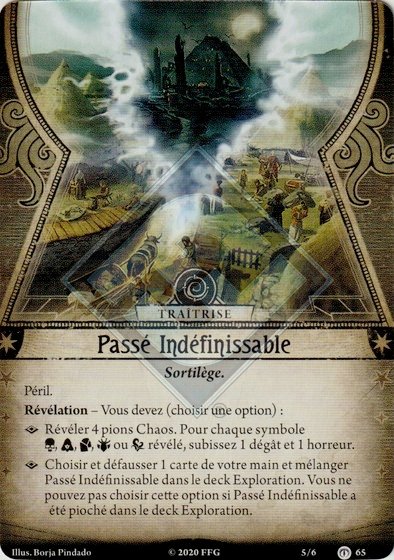 TRAÎTRISE
Passé Indéfinissable
Sortilège.
Péril.
Révélation – Vous devez (choisir une option) :
Révéler 4 pions Chaos. Pour chaque symbole
, , , ou révélé, subissez 1 dégât et 1 horreur.
Choisir et défausser 1 carte de votre main et mélanger
Passé Indéfinissable dans le deck Exploration. Vous ne
pouvez pas choisir cette option si Passé Indéfinissable a
été pioché dans le deck Exploration.
Illus. Borja Pindado © 2020 FFG 5/6 65